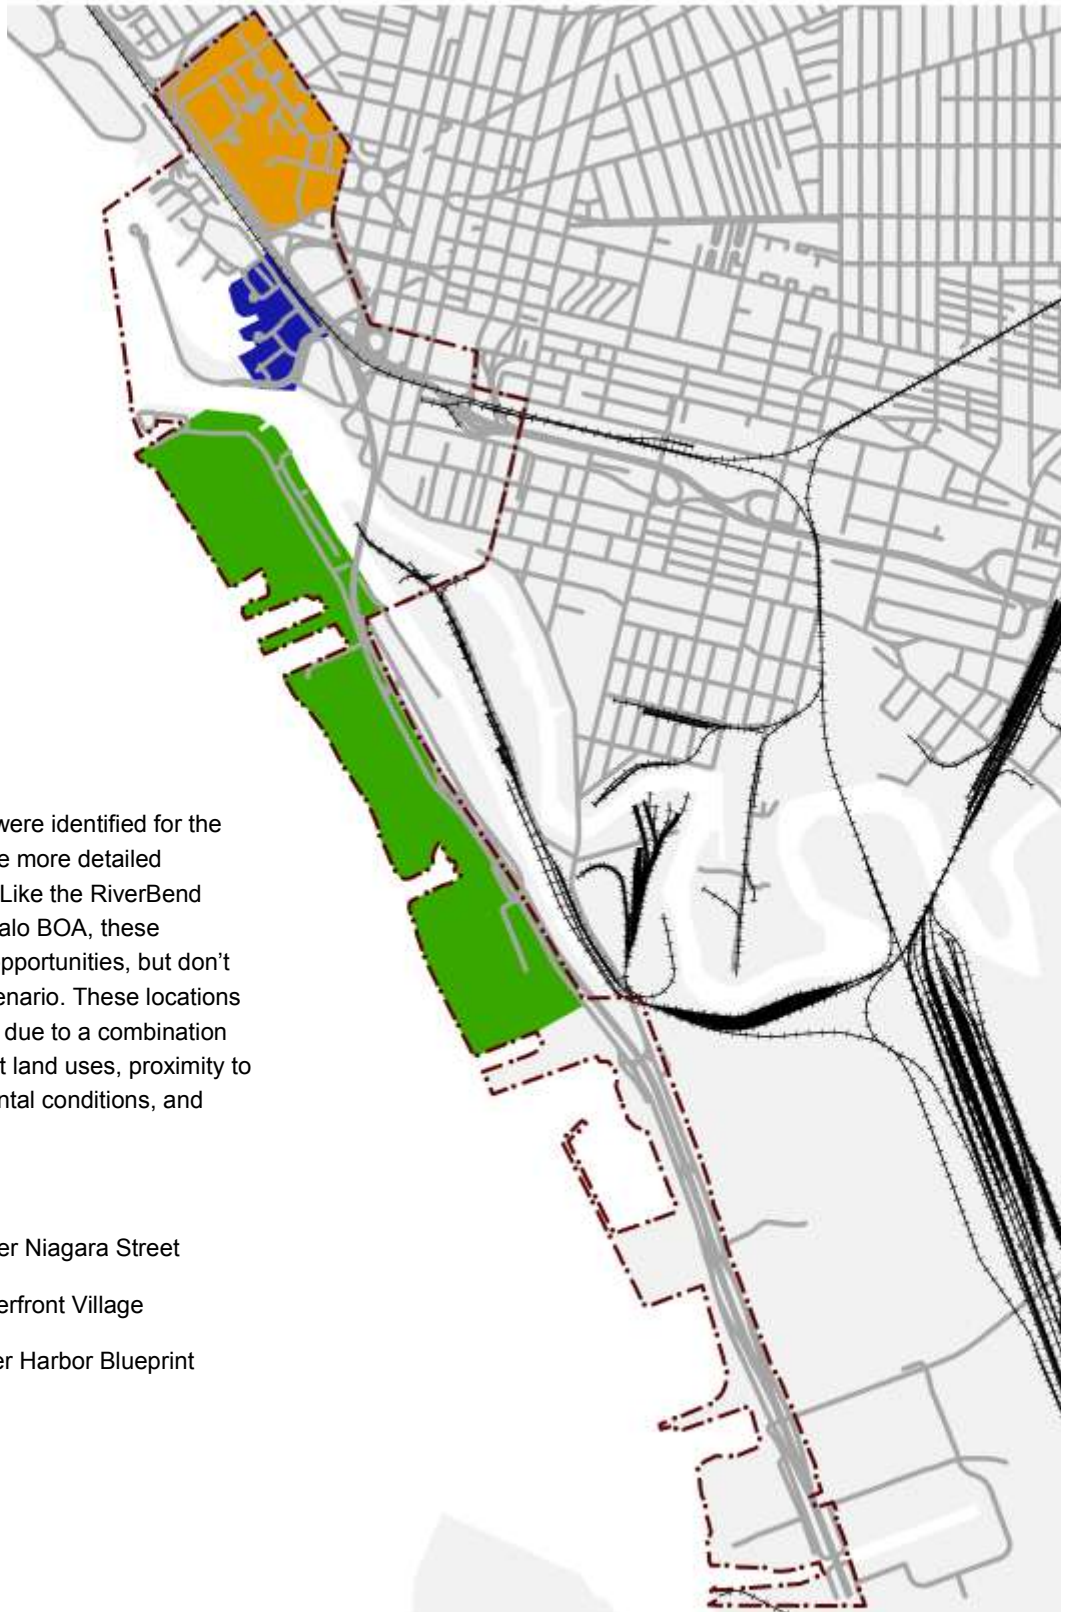 were identified for the
e more detailed
Like the RiverBend
alo BOA, these
pportunities, but don't
enario. These locations
due to a combination
t land uses, proximity to
ntal conditions, and
er Niagara Street
erfront Village
er Harbor Blueprint